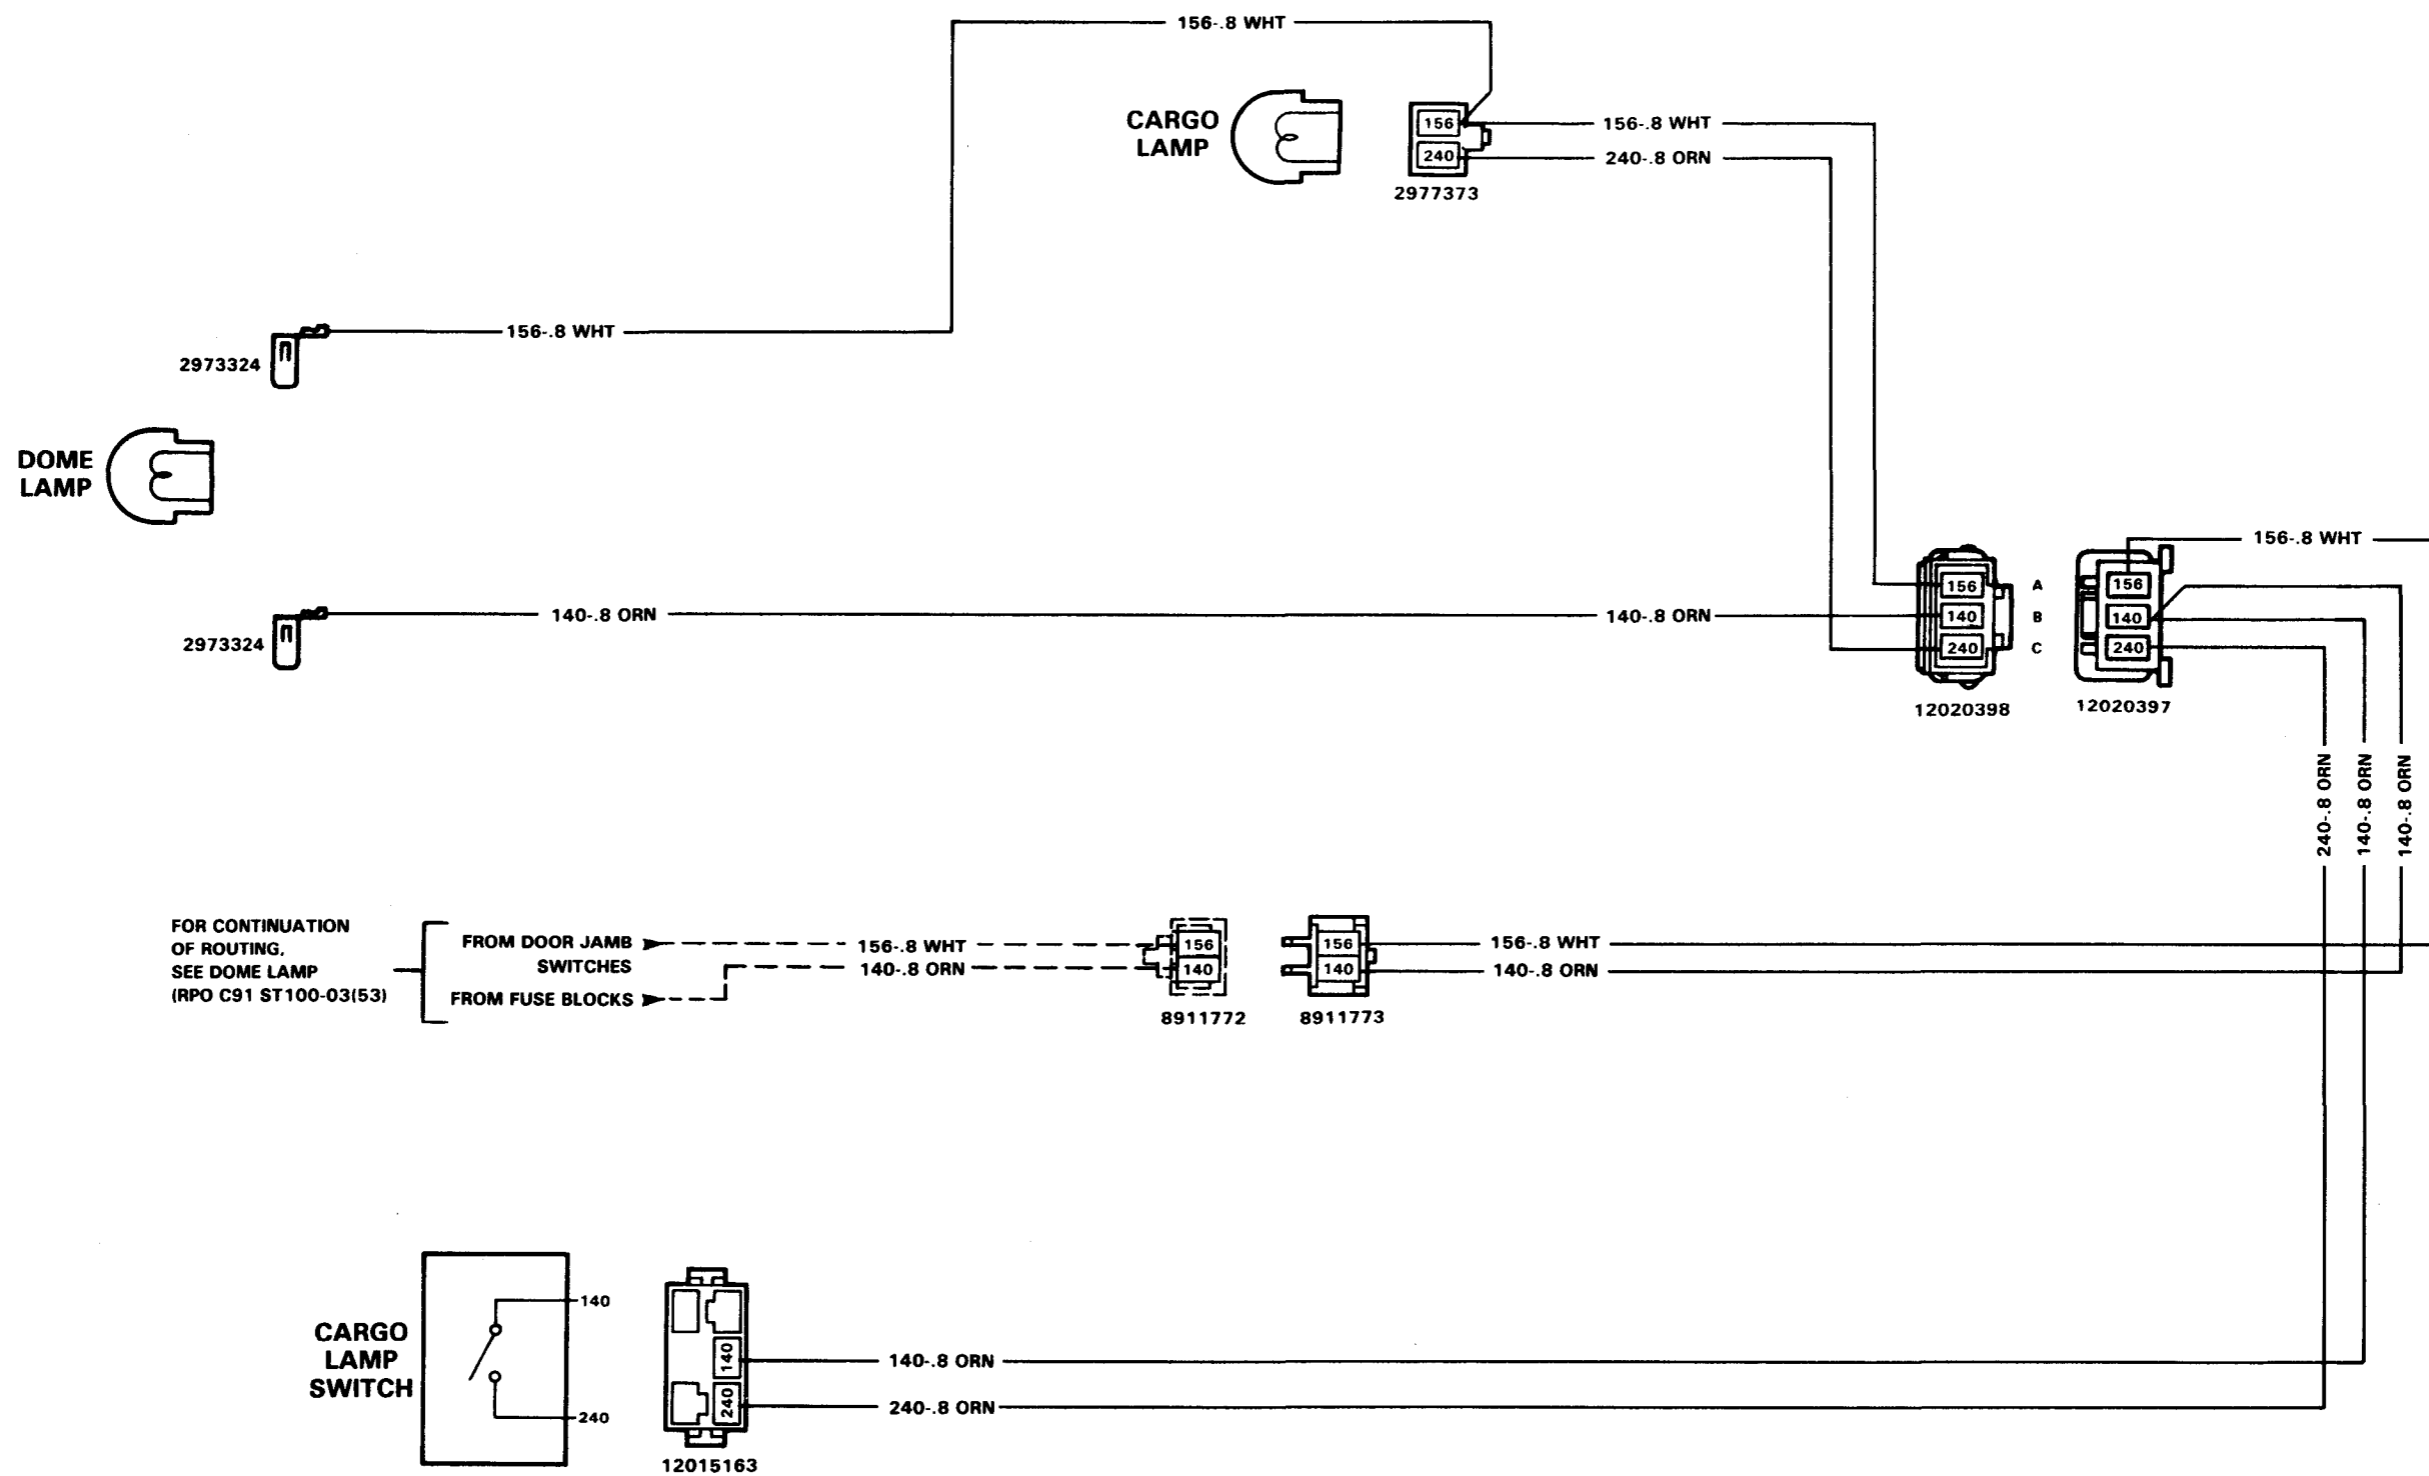 156-.8 WHT
CARGO
LAMP
156
240
156-.8 WHT
240-.8 ORN
2977373
156-.8 WHT
2973324
DOME
LAMP
156-.8 WHT
156
140
240
A
B
C
156
140
240
140-.8 ORN
140-.8 ORN
2973324
12020398
12020397
240-.8 ORN
140-.8 ORN
140-.8 ORN
FOR CONTINUATION
OF ROUTING,
SEE DOME LAMP
(RPO C91 ST100-03(53)
FROM DOOR JAMB
SWITCHES
FROM FUSE BLOCKS
156-.8 WHT
140-.8 ORN
156
140
8911772
156
140
8911773
156-.8 WHT
140-.8 ORN
CARGO
LAMP
SWITCH
140
240
140
240
12015163
140-.8 ORN
240-.8 ORN